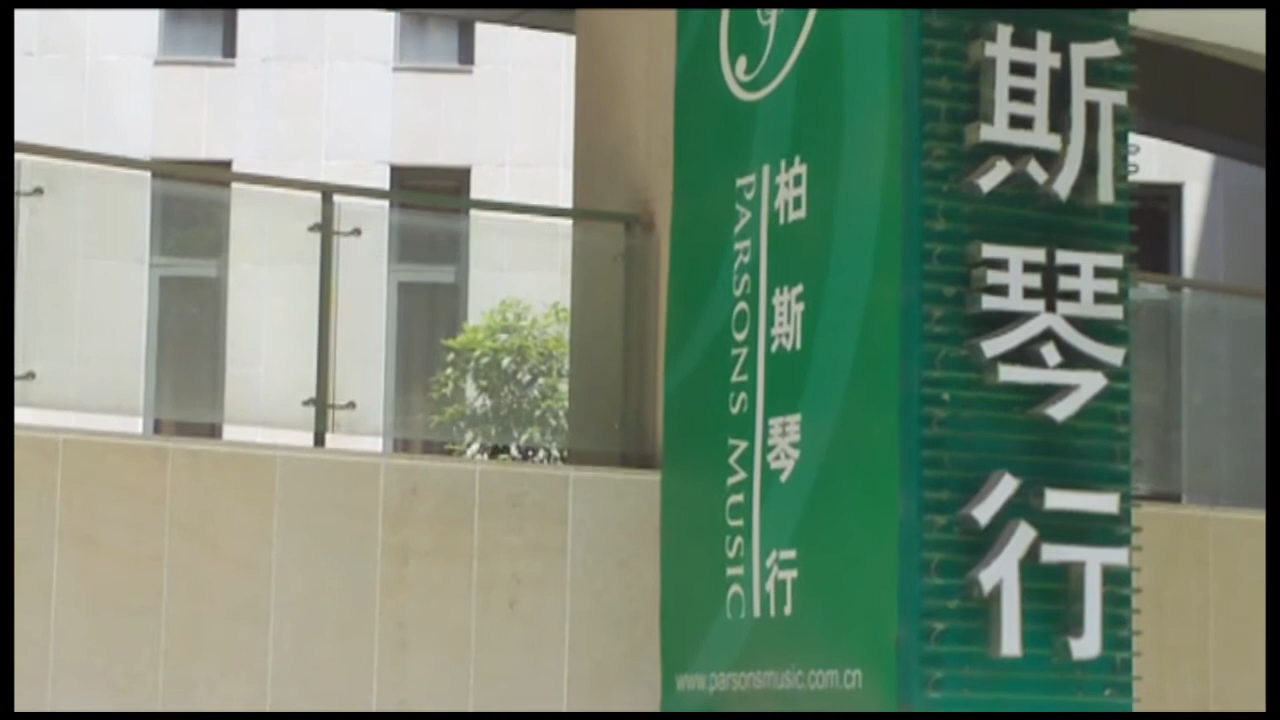 柏斯琴行
PARSONS MUSIC
www.parsonsmusic.com.cn
斯琴行